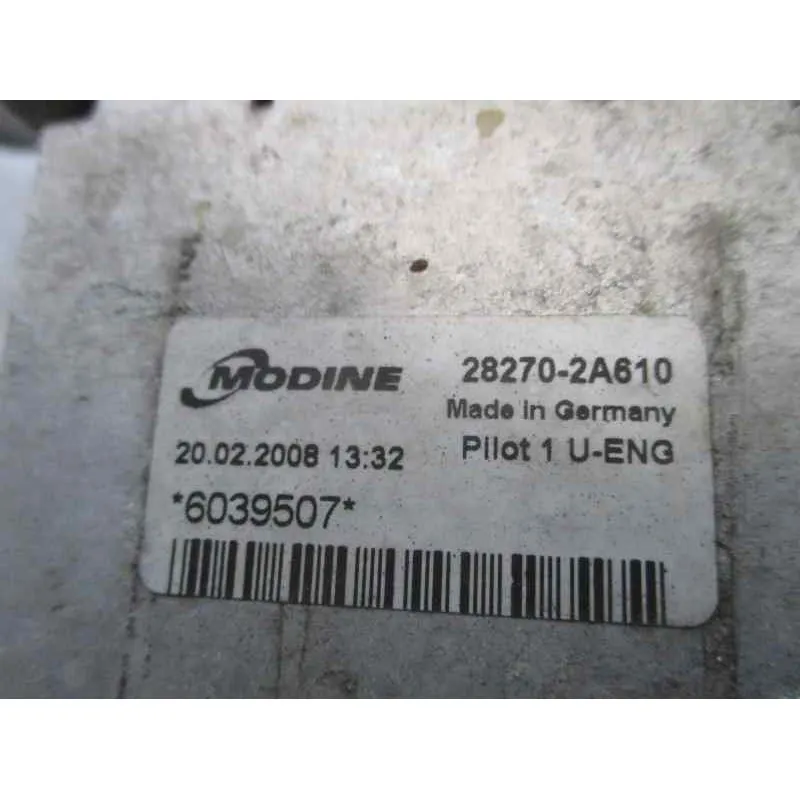 MODINE
28270-2A610
Made in Germany
20.02.2008 13:32
Pilot 1 U-ENG
*6039507*